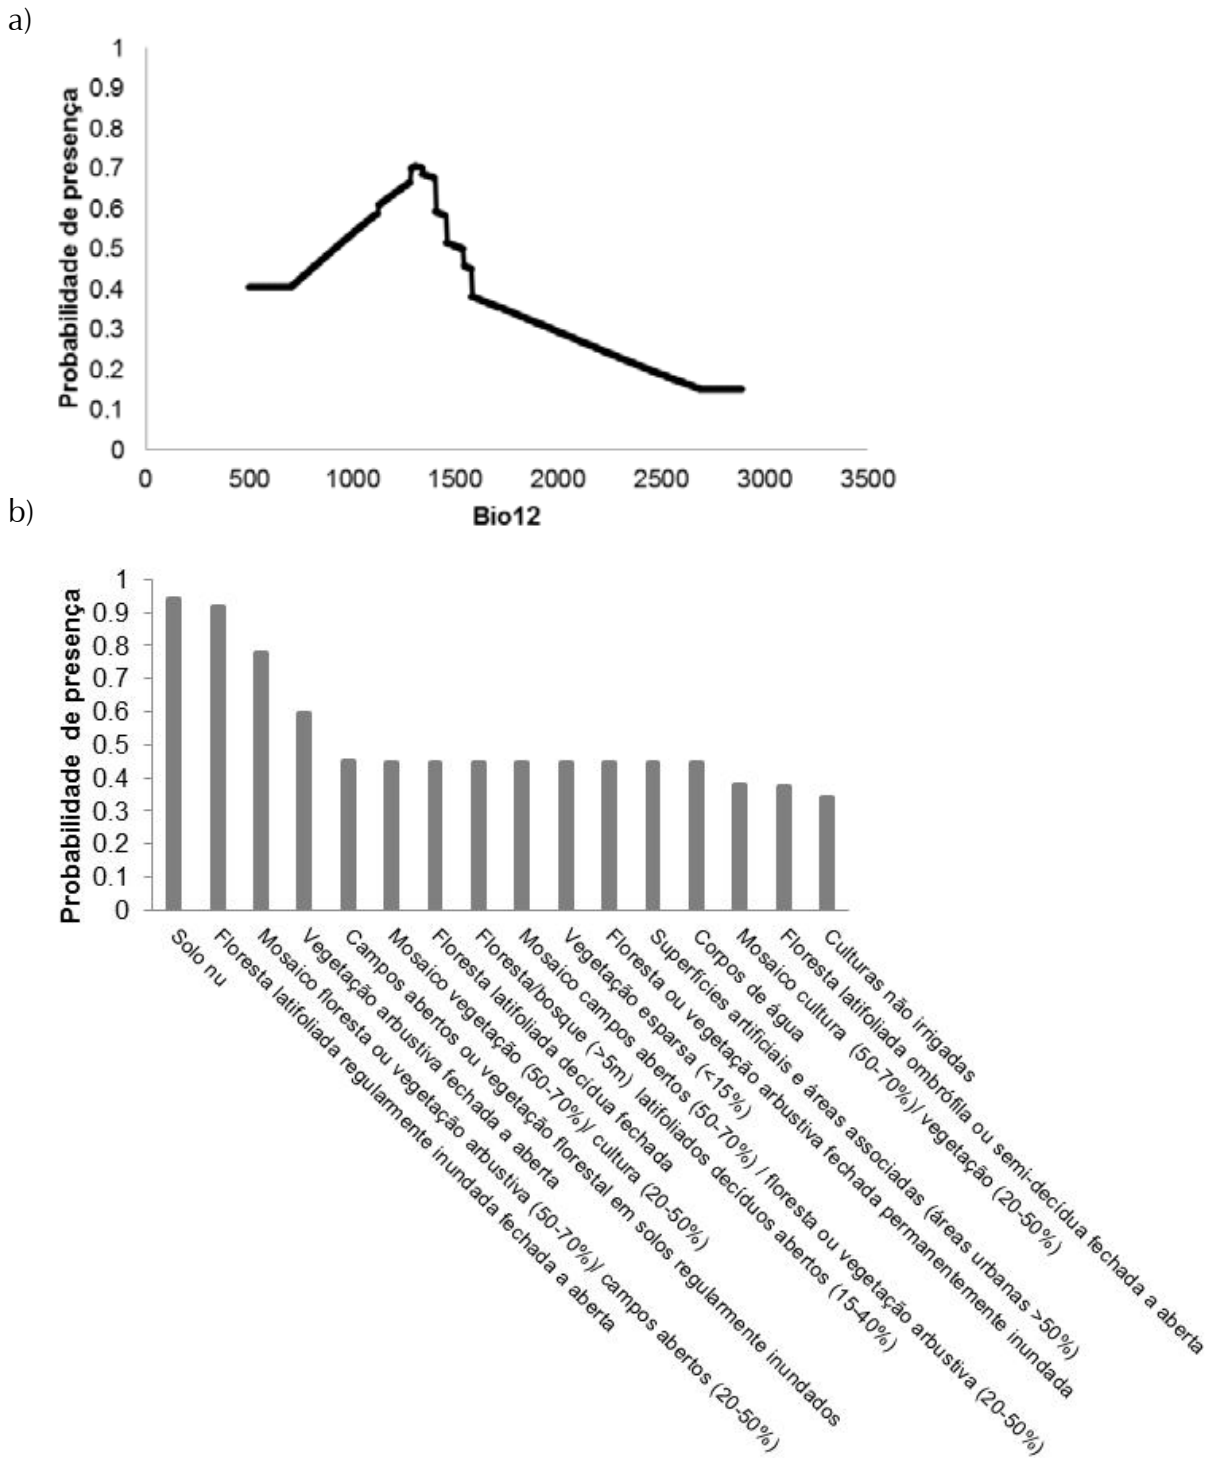 a)
1
0.9
0.8
0.7
0.6
0.5
0.4
0.3
0.2
0.1
0
Probabilidade de presença
0 500 1000 1500 2000 2500 3000 3500
Bio12
b)
1
0.9
0.8
0.7
0.6
0.5
0.4
0.3
0.2
0.1
0
Probabilidade de presença
Solo nu
Floresta latifoliada regularmente inundada fechada a aberta
Mosaico floresta ou vegetação arbustiva (50-70%)/ campos abertos (20-50%)
Vegetação arbustiva fechada a aberta
Campos abertos ou vegetação florestal em solos regularmente inundados
Mosaico vegetação (50-70%)/ cultura (20-50%)
Floresta latifoliada decídua fechada
Floresta/bosque (>5m) latifoliados decíduos abertos (15-40%)
Mosaico campos abertos (50-70%) / floresta ou vegetação arbustiva (20-50%)
Vegetação esparsa (<15%)
Floresta ou vegetação arbustiva fechada permanentemente inundada
Superfícies artificiais e áreas associadas (áreas urbanas >50%)
Corpos de água
Mosaico cultura (50-70%)/ vegetação (20-50%)
Floresta latifoliada ombrófila ou semi-decídua fechada a aberta
Culturas não irrigadas